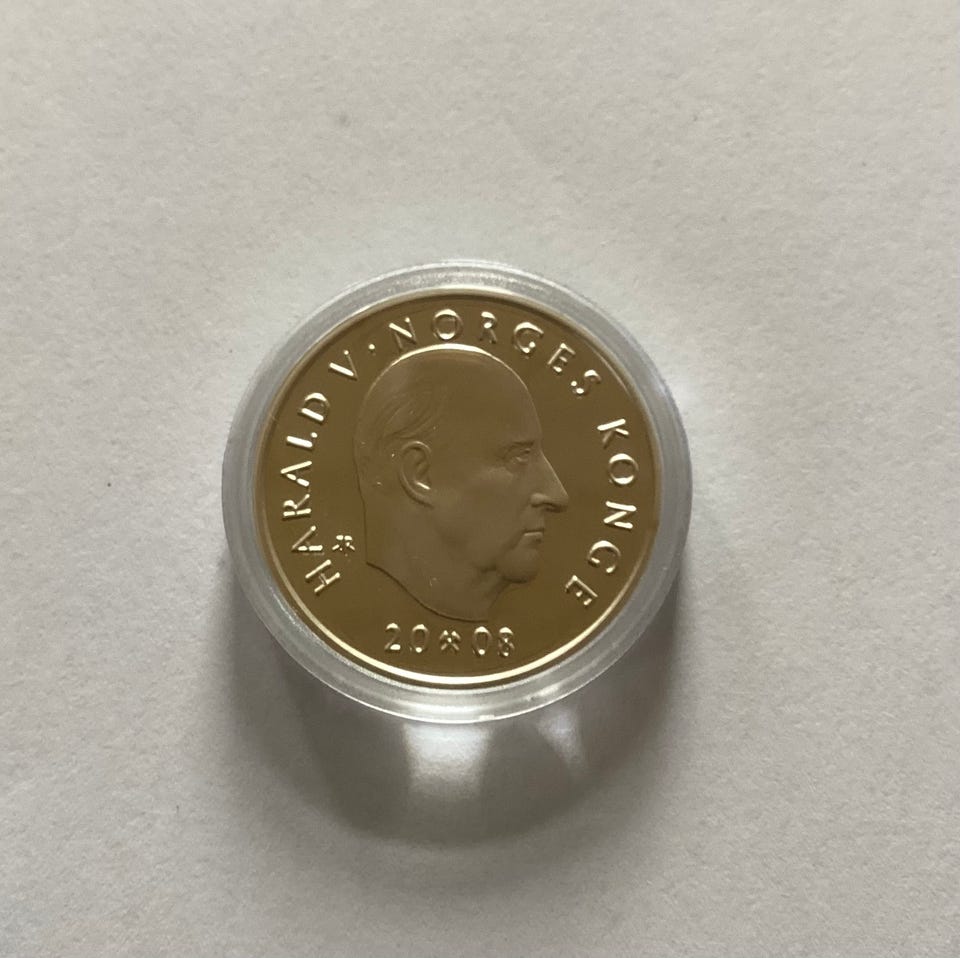 HARALD V · NORGES KONGE
20 08